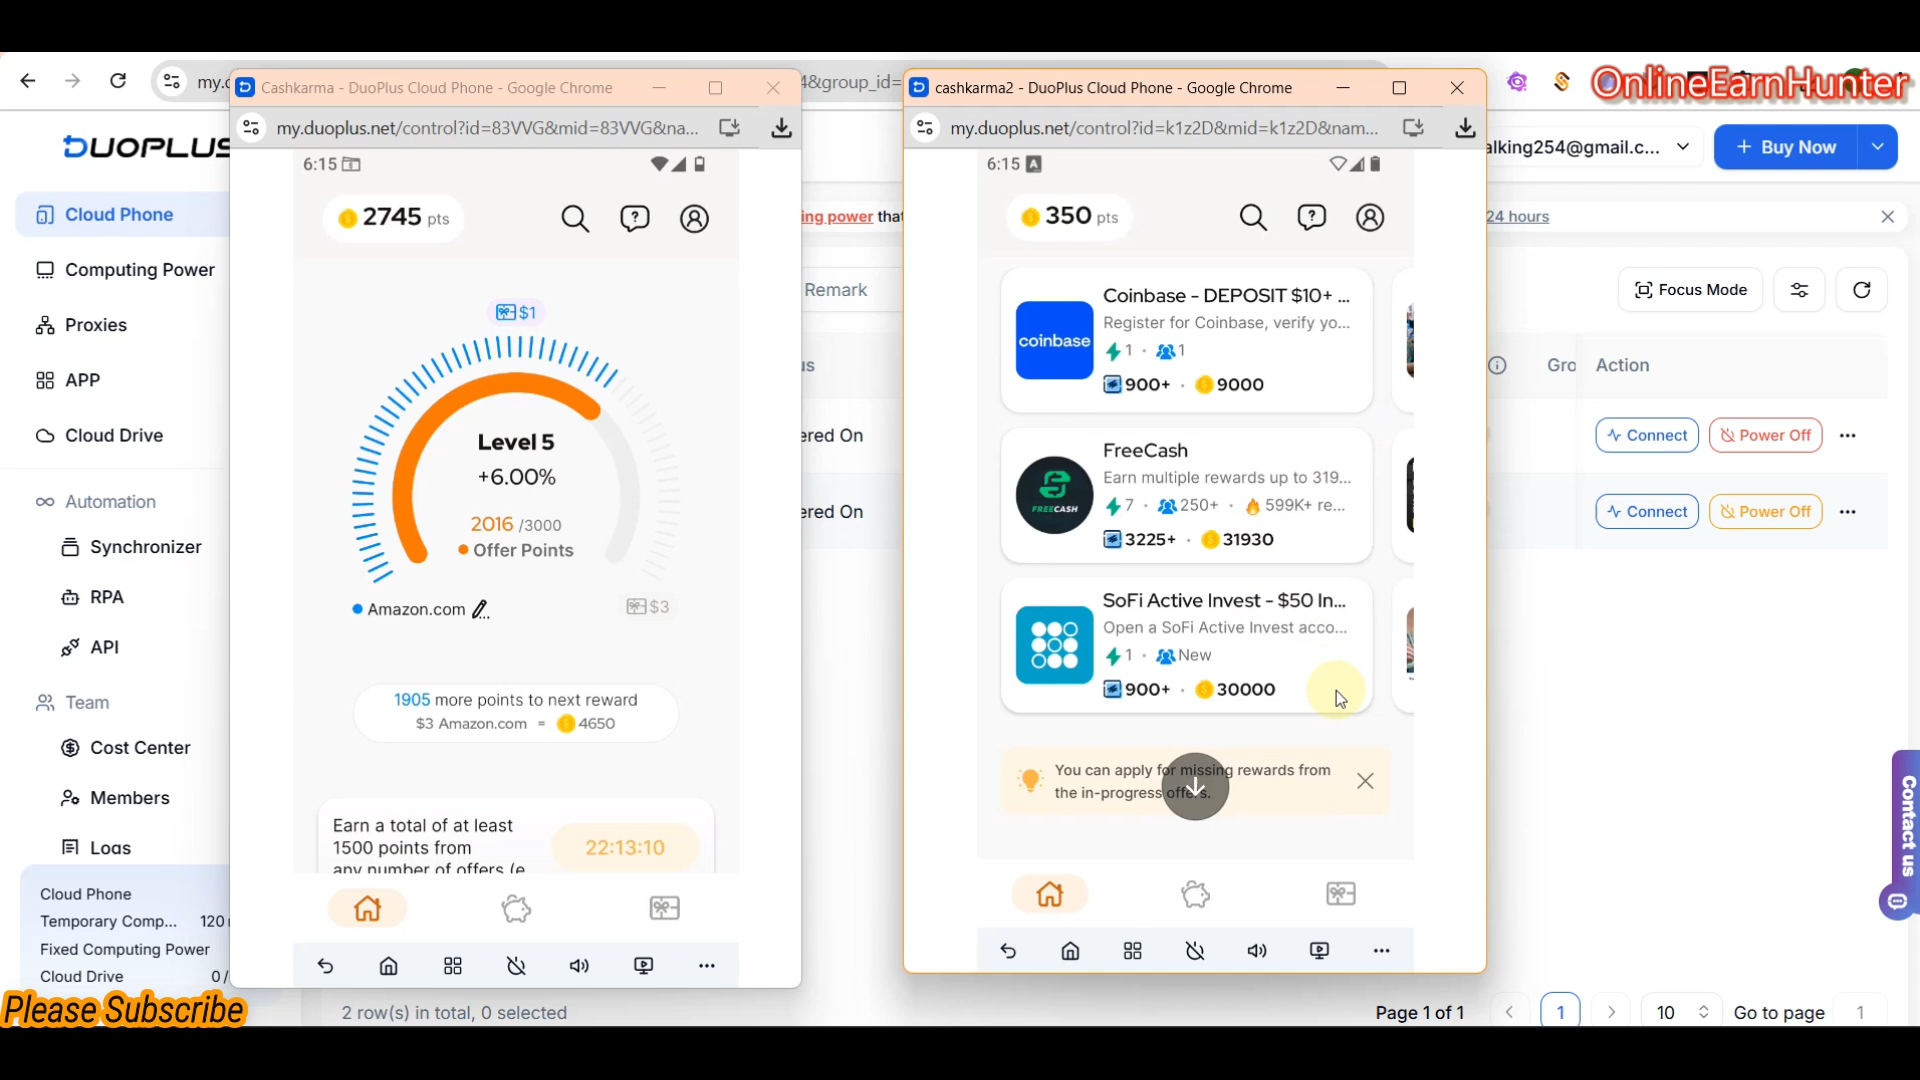 Cashkarma - DuoPlus Cloud Phone - Google Chrome
cashkarma2 - DuoPlus Cloud Phone - Google Chrome
OnlineEarnHunter
my.duoplus.net/control?id=83VVG&mid=83VVG&na...
my.duoplus.net/control?id=k1z2D&mid=k1z2D&nam...
4&group_id=
DUOPLUS
alking254@gmail.c...
+ Buy Now
Cloud Phone
Computing Power
Proxies
APP
Cloud Drive
Automation
Synchronizer
RPA
API
Team
Cost Center
Members
Logs
Cloud Phone
Temporary Comp... 120
Fixed Computing Power
Cloud Drive 0 /
Please Subscribe
6:15
2745 pts
$1
Level 5
+6.00%
2016 /3000
Offer Points
Amazon.com
$3
1905 more points to next reward
$3 Amazon.com = 4650
Earn a total of at least
1500 points from
any number of offers (e
22:13:10
ing power that
24 hours
Remark
Focus Mode
us
Gro
Action
ered On
Connect
Power Off
ered On
Connect
Power Off
6:15
350 pts
Coinbase - DEPOSIT $10+ ...
coinbase
Register for Coinbase, verify yo...
1 · 1
900+ · 9000
FreeCash
FREECASH
Earn multiple rewards up to 319...
7 · 250+ · 599K+ re...
3225+ · 31930
SoFi Active Invest - $50 In...
Open a SoFi Active Invest acco...
1 · New
900+ · 30000
You can apply for missing rewards from
the in-progress offers.
Contact us
2 row(s) in total, 0 selected
Page 1 of 1
1
10
Go to page
1